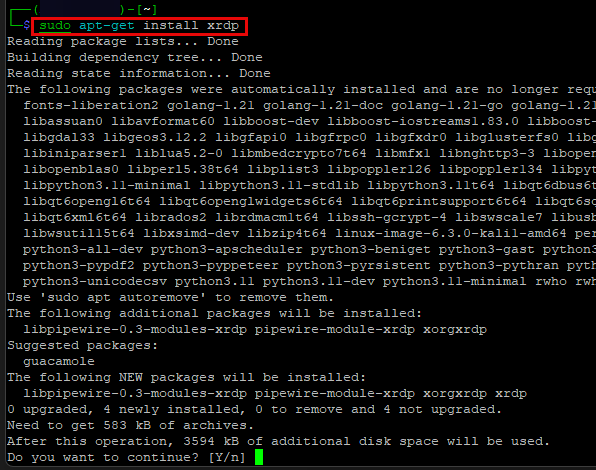 ┌──(                    )-[~]
└─$ sudo apt-get install xrdp
Reading package lists... Done
Building dependency tree... Done
Reading state information... Done
The following packages were automatically installed and are no longer requ
  fonts-liberation2 golang-1.21 golang-1.21-doc golang-1.21-go golang-1.21
  libassuan0 libavformat60 libboost-dev libboost-iostreams1.83.0 libboost-
  libgdal33 libgeos3.12.2 libgfapi0 libgfrpc0 libgfxdr0 libglusterfs0 libg
  libiniparser1 liblua5.2-0 libmbedcrypto7t64 libmfx1 libnghttp3-3 libopen
  libopenblas0 libperl5.38t64 libplist3 libpoppler126 libpoppler134 libpyt
  libpython3.11-minimal libpython3.11-stdlib libpython3.11t64 libqt6dbus6t
  libqt6opengl6t64 libqt6openglwidgets6t64 libqt6printsupport6t64 libqt6sq
  libqt6xml6t64 librados2 librdmacm1t64 libssh-gcrypt-4 libswscale7 libusb
  libwsutil15t64 libxsimd-dev libzip4t64 linux-image-6.3.0-kali1-amd64 per
  python3-all-dev python3-apscheduler python3-beniget python3-gast python3
  python3-pypdf2 python3-pyppeteer python3-pyrsistent python3-pythran pyth
  python3-unicodecsv python3.11 python3.11-dev python3.11-minimal rwho rwh
Use 'sudo apt autoremove' to remove them.
The following additional packages will be installed:
  libpipewire-0.3-modules-xrdp pipewire-module-xrdp xorgxrdp
Suggested packages:
  guacamole
The following NEW packages will be installed:
  libpipewire-0.3-modules-xrdp pipewire-module-xrdp xorgxrdp xrdp
0 upgraded, 4 newly installed, 0 to remove and 4 not upgraded.
Need to get 583 kB of archives.
After this operation, 3594 kB of additional disk space will be used.
Do you want to continue? [Y/n]